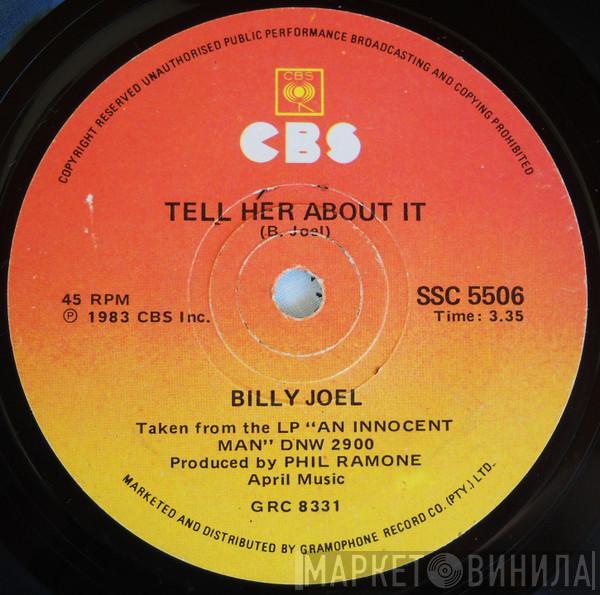 COPYRIGHT RESERVED UNAUTHORISED PUBLIC PERFORMANCE BROADCASTING AND COPYING PROHIBITED
CBS
CBS
TELL HER ABOUT IT
(B. Joel)
45 RPM
℗ 1983 CBS Inc.
SSC 5506
Time: 3.35
BILLY JOEL
Taken from the LP "AN INNOCENT
MAN" DNW 2900
Produced by PHIL RAMONE
April Music
GRC 8331
MARKETED AND DISTRIBUTED BY GRAMOPHONE RECORD CO. (PTY.) LTD.
МАРКЕТ ВИНИЛА